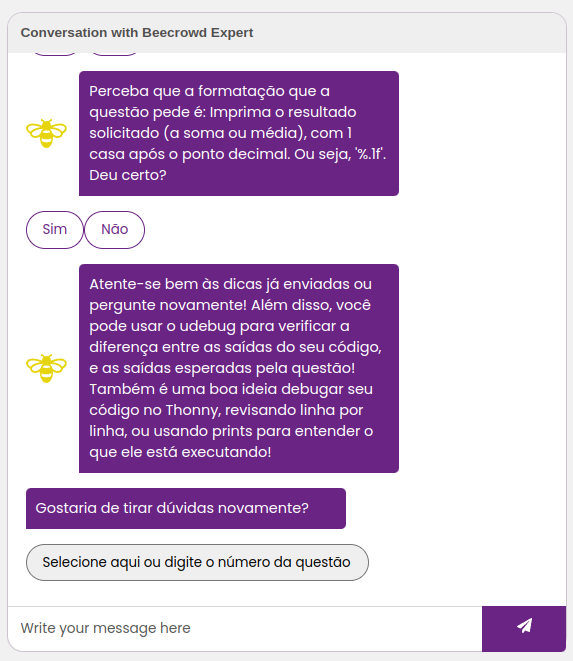 Conversation with Beecrowd Expert
Perceba que a formatação que a
questão pede é: Imprima o resultado
solicitado (a soma ou média), com 1
casa após o ponto decimal. Ou seja, '%.1f'.
Deu certo?
Sim Não
Atente-se bem às dicas já enviadas ou
pergunte novamente! Além disso, você
pode usar o udebug para verificar a
diferença entre as saídas do seu código,
e as saídas esperadas pela questão!
Também é uma boa ideia debugar seu
código no Thonny, revisando linha por
linha, ou usando prints para entender o
que ele está executando!
Gostaria de tirar dúvidas novamente?
Selecione aqui ou digite o número da questão
Write your message here